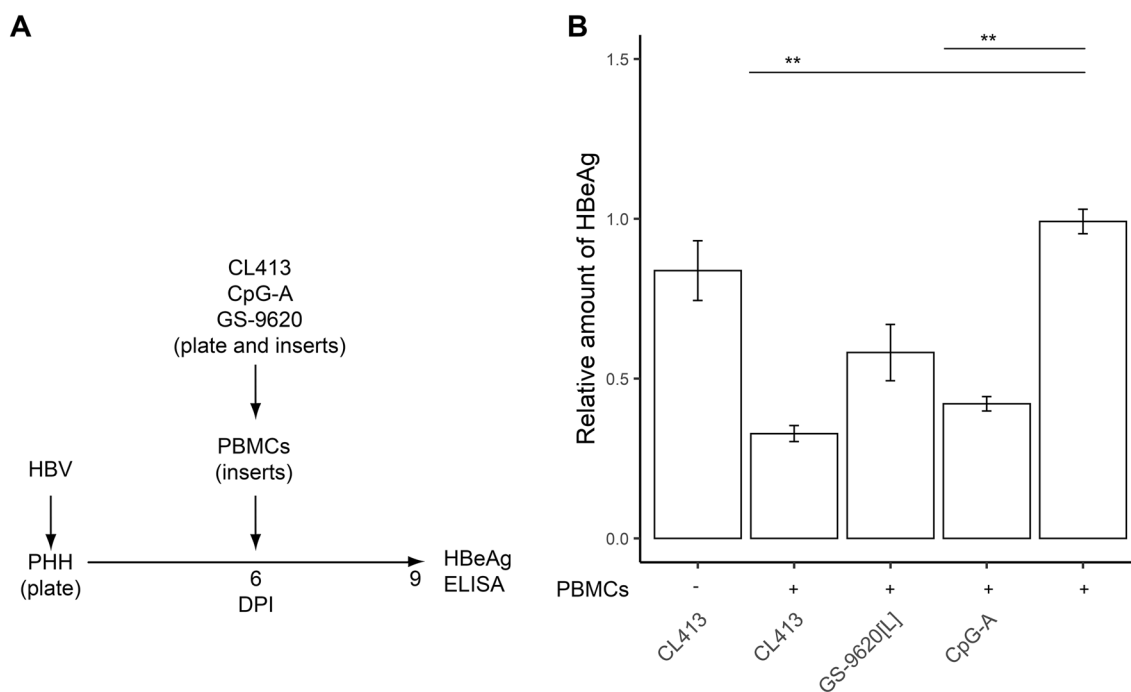 A
CL413
CpG-A
GS-9620
(plate and inserts)
PBMCs
(inserts)
HBV
PHH
(plate)
6
DPI
9
HBeAg
ELISA
B
Relative amount of HBeAg
1.5
1.0
0.5
0.0
**
**
PBMCs - + + + +
CL413 CL413 GS-9620[L] CpG-A